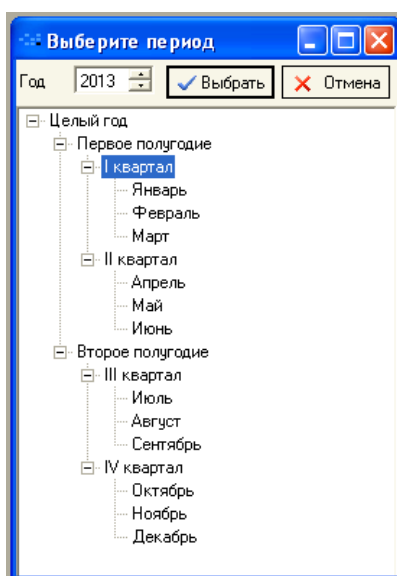 Выберите период
Год 2013 Выбрать Отмена
Целый год
Первое полугодие
I квартал
Январь
Февраль
Март
II квартал
Апрель
Май
Июнь
Второе полугодие
III квартал
Июль
Август
Сентябрь
IV квартал
Октябрь
Ноябрь
Декабрь